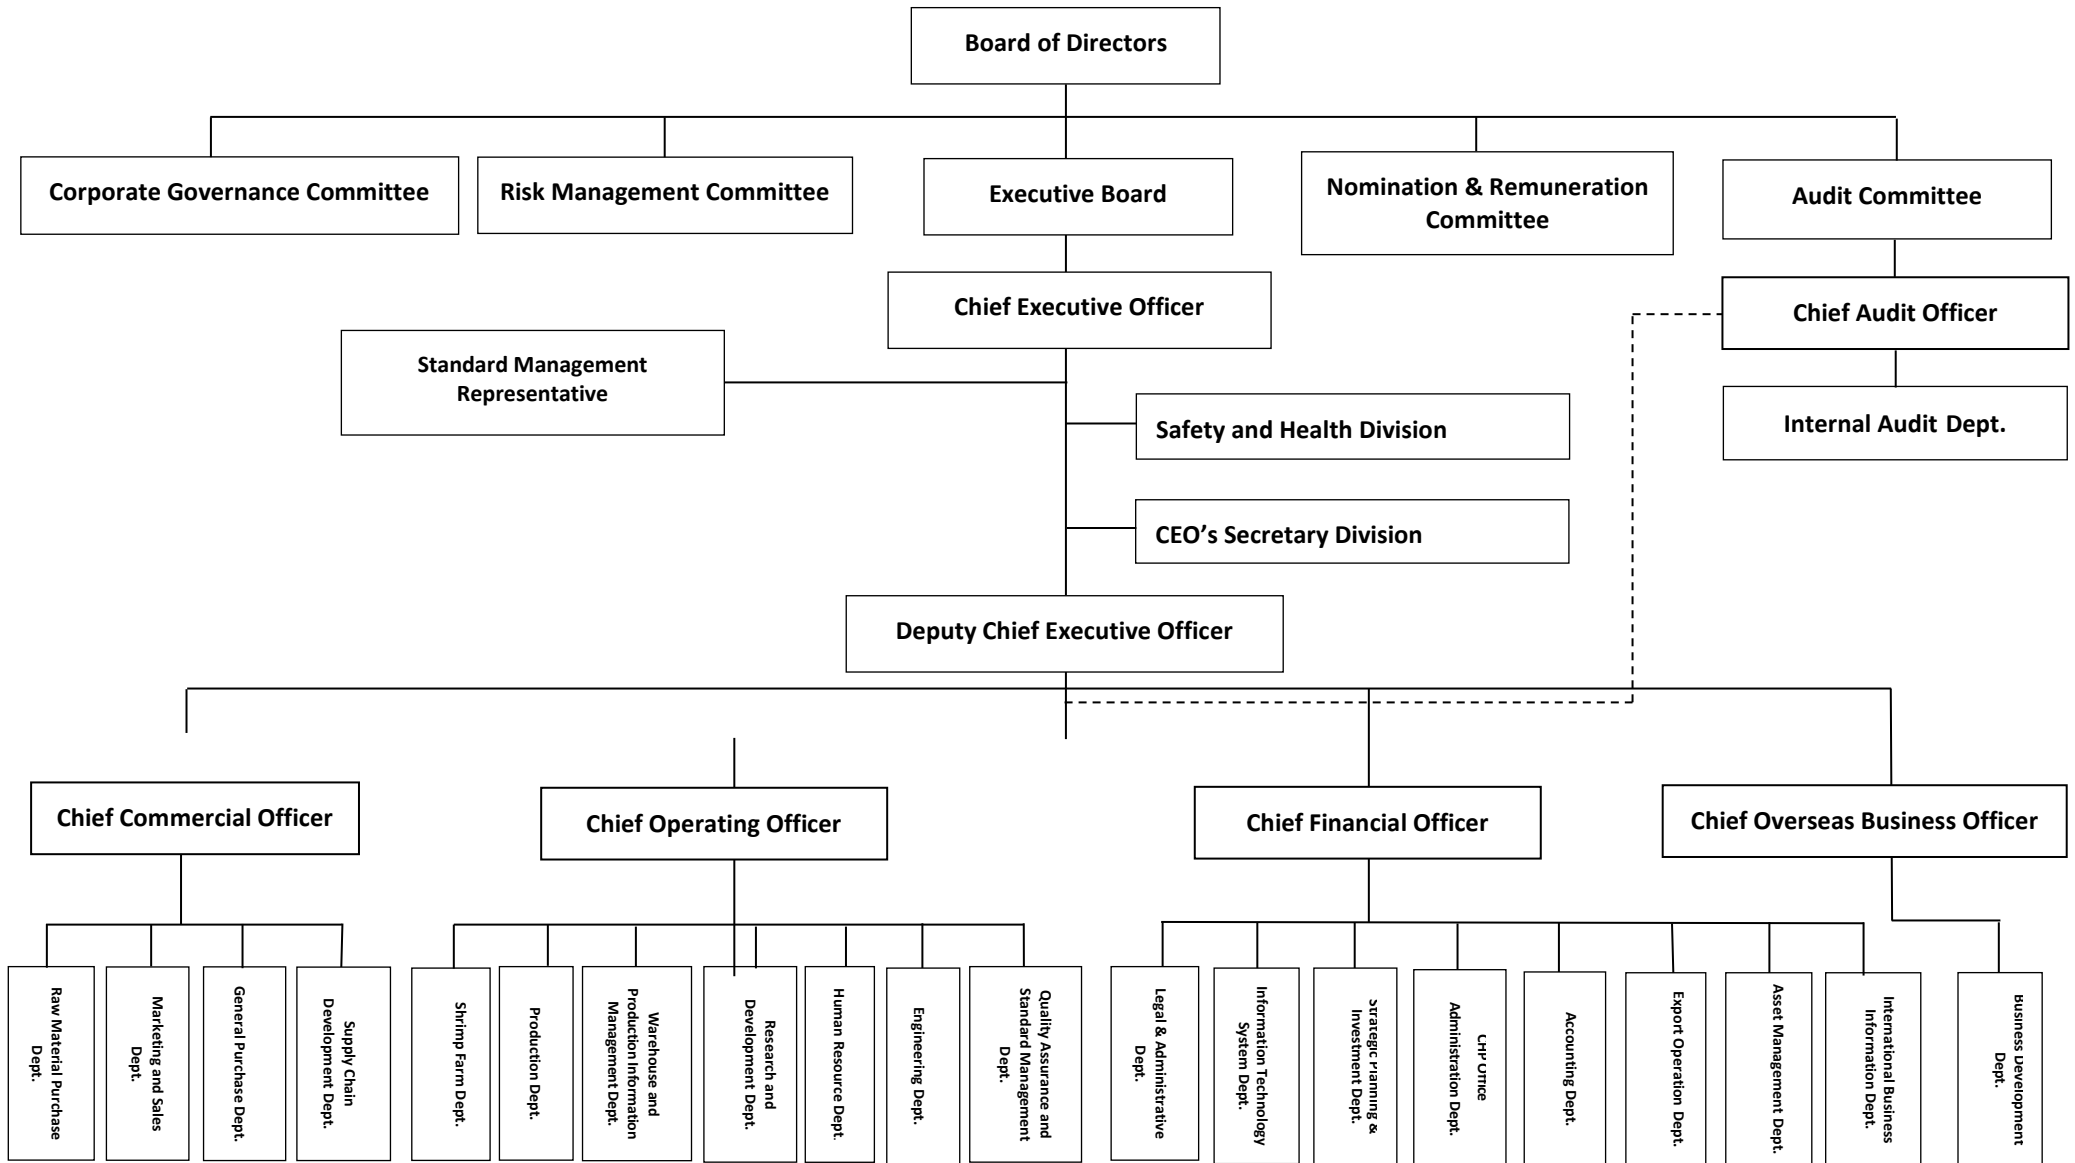 Board of Directors
Corporate Governance Committee
Risk Management Committee
Executive Board
Nomination & Remuneration
Committee
Audit Committee
Chief Executive Officer
Chief Audit Officer
Standard Management
Representative
Internal Audit Dept.
Safety and Health Division
CEO’s Secretary Division
Deputy Chief Executive Officer
Chief Commercial Officer
Chief Operating Officer
Chief Financial Officer
Chief Overseas Business Officer
Raw Material Purchase
Dept.
Marketing and Sales
Dept.
General Purchase Dept.
Supply Chain
Development Dept.
Shrimp Farm Dept.
Production Dept.
Warehouse and
Production Information
Management Dept.
Research and
Development Dept.
Human Resource Dept.
Engineering Dept.
Quality Assurance and
Standard Management
Dept.
Legal & Administrative
Dept.
Information Technology
System Dept.
Strategic Planning &
Investment Dept.
Office
Administration Dept.
Accounting Dept.
Export Operation Dept.
Asset Management Dept.
International Business
Information Dept.
Business Development
Dept.